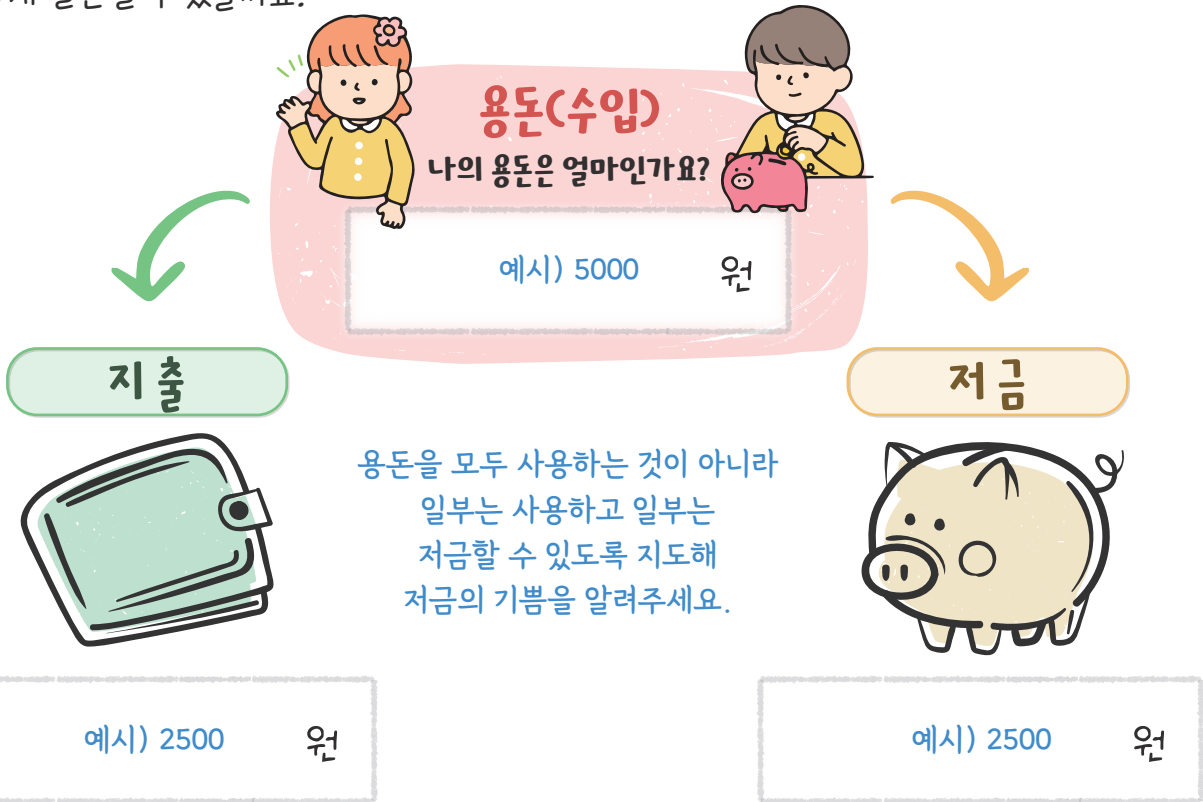 용돈(수입)
나의 용돈은 얼마인가요?
예시) 5000 원
지출
저금
용돈을 모두 사용하는 것이 아니라
일부는 사용하고 일부는
저금할 수 있도록 지도해
저금의 기쁨을 알려주세요.
예시) 2500 원
예시) 2500 원